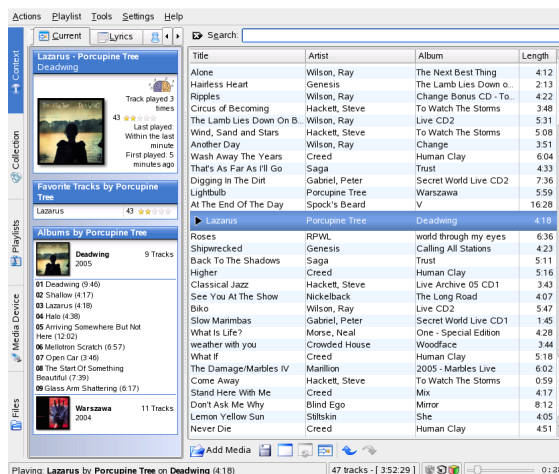 Actions Playlist Tools Settings Help
Current Lyrics
Search:
Context
Collection
Playlists
Media Device
Files
Lazarus - Porcupine Tree
Deadwing
Track played 3
times
43
Last played:
Within the last
minute
First played: 5
minutes ago
Favorite Tracks by Porcupine
Tree
Lazarus 43
Albums by Porcupine Tree
Deadwing 9 Tracks
2005
01 Deadwing (9:46)
02 Shallow (4:17)
03 Lazarus (4:18)
04 Halo (4:38)
05 Arriving Somewhere But Not
Here (12:02)
06 Mellotron Scratch (6:57)
07 Open Car (3:46)
08 The Start Of Something
Beautiful (7:39)
09 Glass Arm Shattering (6:17)
Warszawa 11 Tracks
2004
Title Artist Album Length
Alone Wilson, Ray The Next Best Thing 4:12
Hairless Heart Genesis The Lamb Lies Down o... 2:13
Ripples Wilson, Ray Change Bonus CD - To... 4:22
Circus of Becoming Hackett, Steve To Watch The Storms 3:48
The Lamb Lies Down On B... Wilson, Ray Live CD2 5:31
Wind, Sand and Stars Hackett, Steve To Watch The Storms 5:08
Another Day Wilson, Ray Change 3:51
Wash Away The Years Creed Human Clay 6:04
That's As Far As I'll Go Saga Trust 4:33
Digging In The Dirt Gabriel, Peter Secret World Live CD2 7:36
Lightbulb Porcupine Tree Warszawa 5:59
At The End Of The Day Spock's Beard V 16:28
Lazarus Porcupine Tree Deadwing 4:18
Roses RPWL world through my eyes 6:36
Shipwrecked Genesis Calling All Stations 4:23
Back To The Shadows Saga Trust 5:11
Higher Creed Human Clay 5:16
Classical Jazz Hackett, Steve Live Archive 05 CD1 3:43
See You At The Show Nickelback The Long Road 4:07
Biko Wilson, Ray Live CD2 5:47
Slow Marimbas Gabriel, Peter Secret World Live CD1 1:45
What Is Life? Morse, Neal One - Special Edition 4:28
weather with you Crowded House Woodface 3:44
What If Creed Human Clay 5:18
The Damage/Marbles IV Marillion 2005 - Marbles Live 6:02
Come Away Hackett, Steve To Watch The Storms 0:59
Stand Here With Me Creed Mix 4:17
Don't Ask Me Why Blind Ego Mirror 8:12
Lemon Yellow Sun Stiltskin She 4:05
Never Die Creed Human Clay 4:51
Add Media
Playing: Lazarus by Porcupine Tree on Deadwing (4:18) 47 tracks - [ 3:52:29 ]